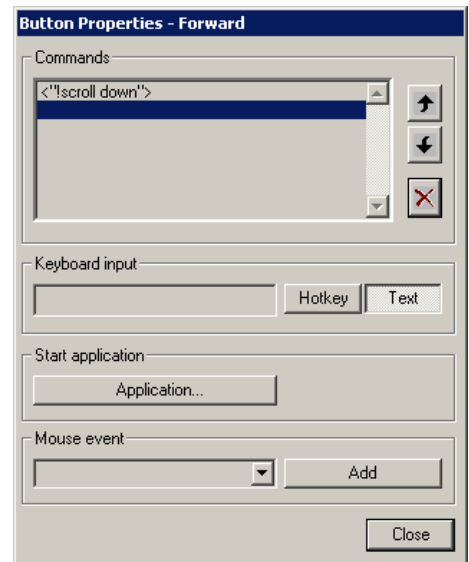 Button Properties - Forward
Commands
<"!scroll down">
Keyboard input
Hotkey
Text
Start application
Application...
Mouse event
Add
Close